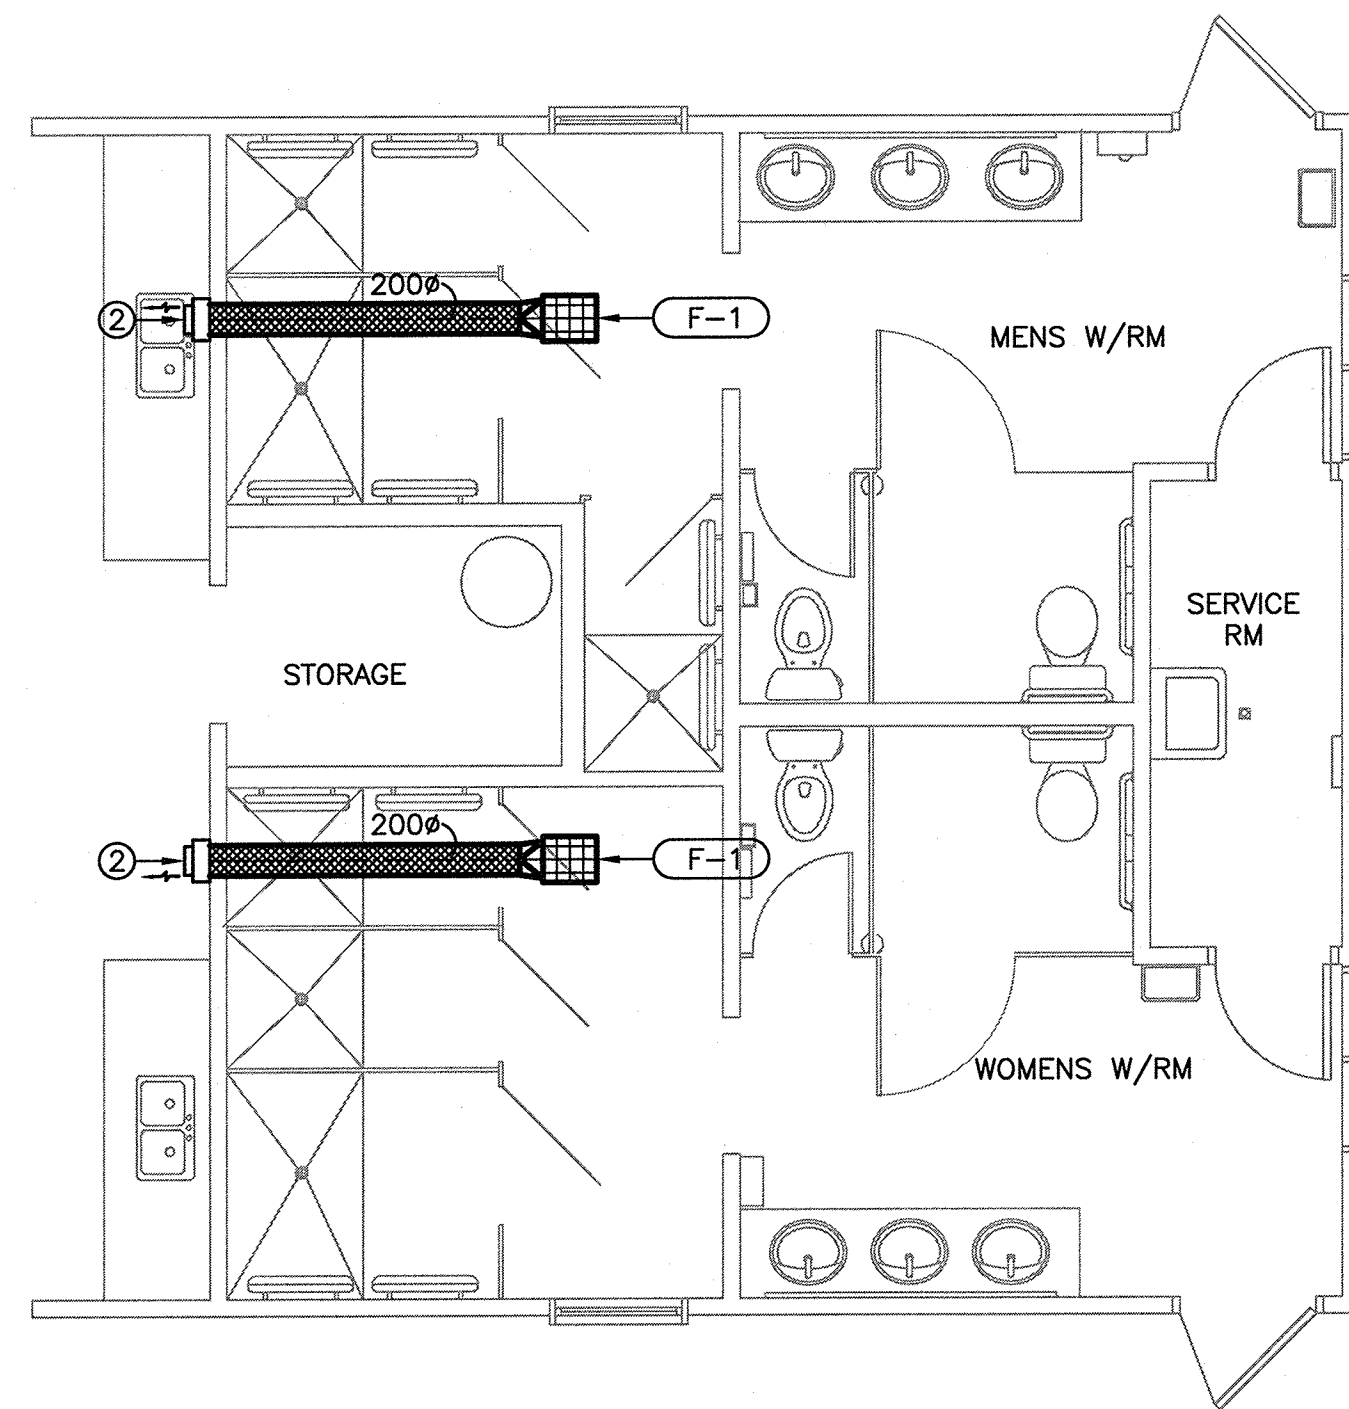 200ø
2
F-1
MENS W/RM
SERVICE
RM
STORAGE
200ø
2
F-1
WOMENS W/RM